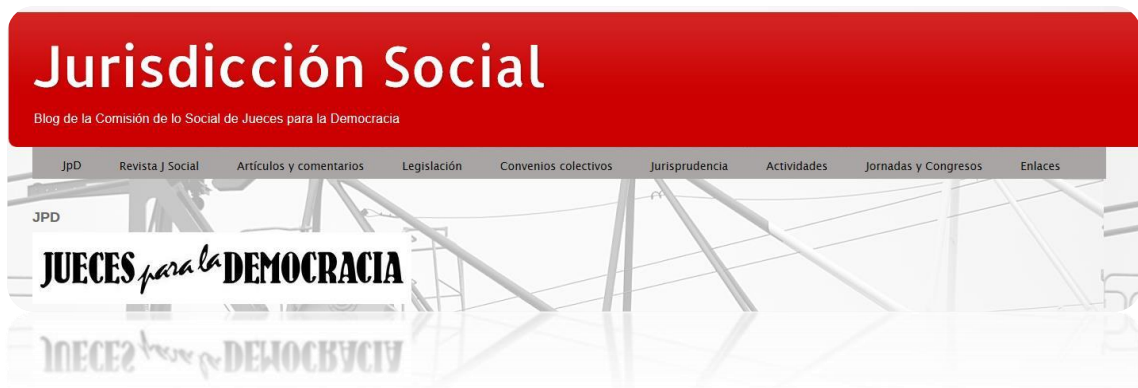 Jurisdicción Social
Blog de la Comisión de lo Social de Jueces para la Democracia
JpD Revista J Social Artículos y comentarios Legislación Convenios colectivos Jurisprudencia Actividades Jornadas y Congresos Enlaces
JPD
JUECES para la DEMOCRACIA